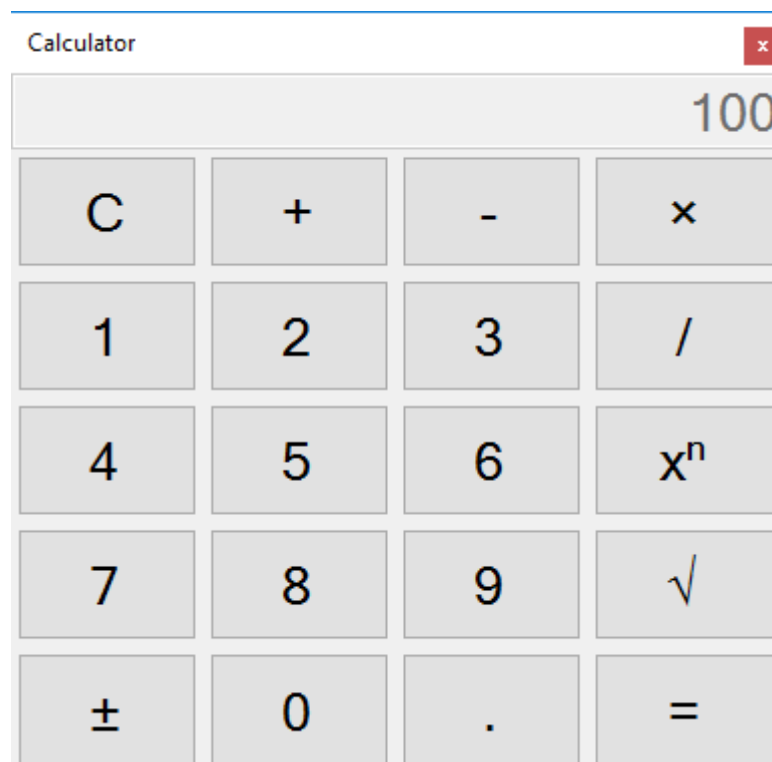 Calculator x
100
C + - ×
1 2 3 /
4 5 6 xⁿ
7 8 9 √
± 0 . =